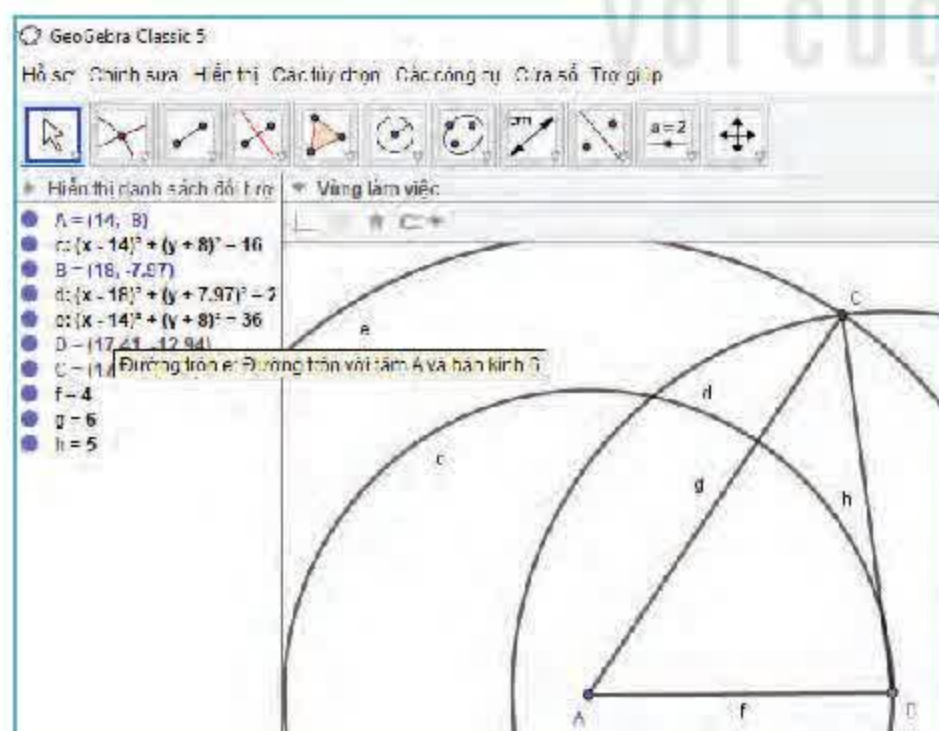 GeoGebra Classic 5
Hồ sơ Chỉnh sửa Hiển thị Các tùy chọn Các công cụ Cửa sổ Trợ giúp
a=2
Hiển thị danh sách đối tượ
Vùng làm việc
A = (14, -8)
c: (x - 14)² + (y + 8)² = 16
B = (18, -7.97)
d: (x - 18)² + (y + 7.97)² = 2
e: (x - 14)² + (y + 8)² = 36
D = (17.41, -12.94)
C = (17
Đường tròn e: Đường tròn với tâm A và bán kính 6
f = 4
g = 6
h = 5
C
e
d
c
g
h
A
f